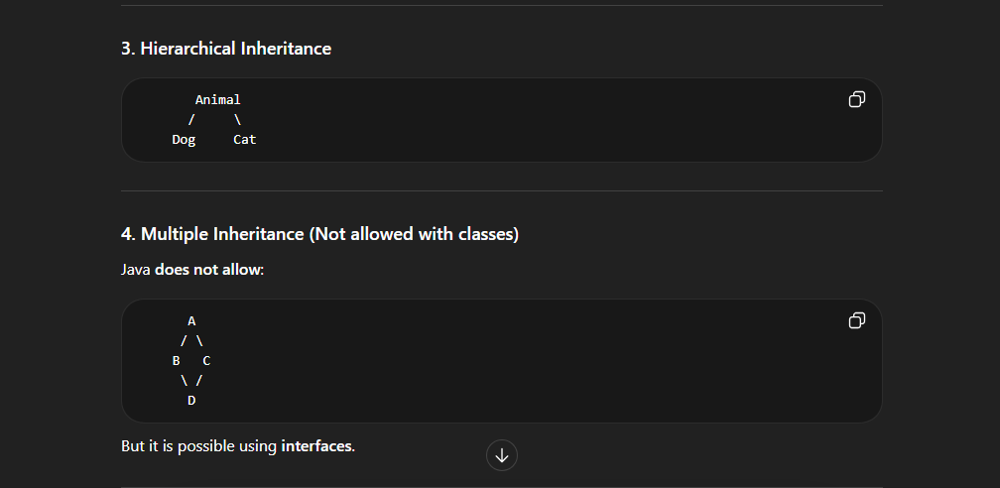 3. Hierarchical Inheritance
Animal
/ \
Dog Cat
4. Multiple Inheritance (Not allowed with classes)
Java does not allow:
A
/ \
B C
\ /
D
But it is possible using interfaces.